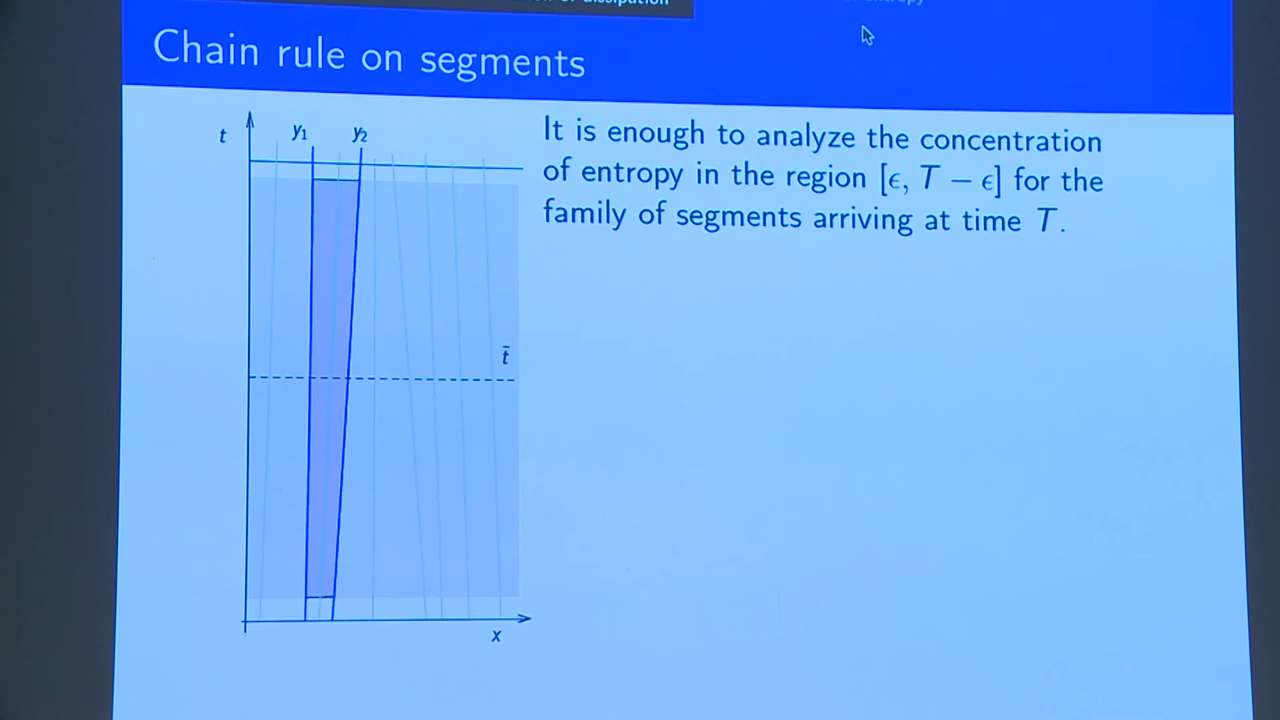 dissipation
Chain rule on segments
t
y₁
y₂
It is enough to analyze the concentration
of entropy in the region [ϵ, T − ϵ] for the
family of segments arriving at time T.
t̄
x